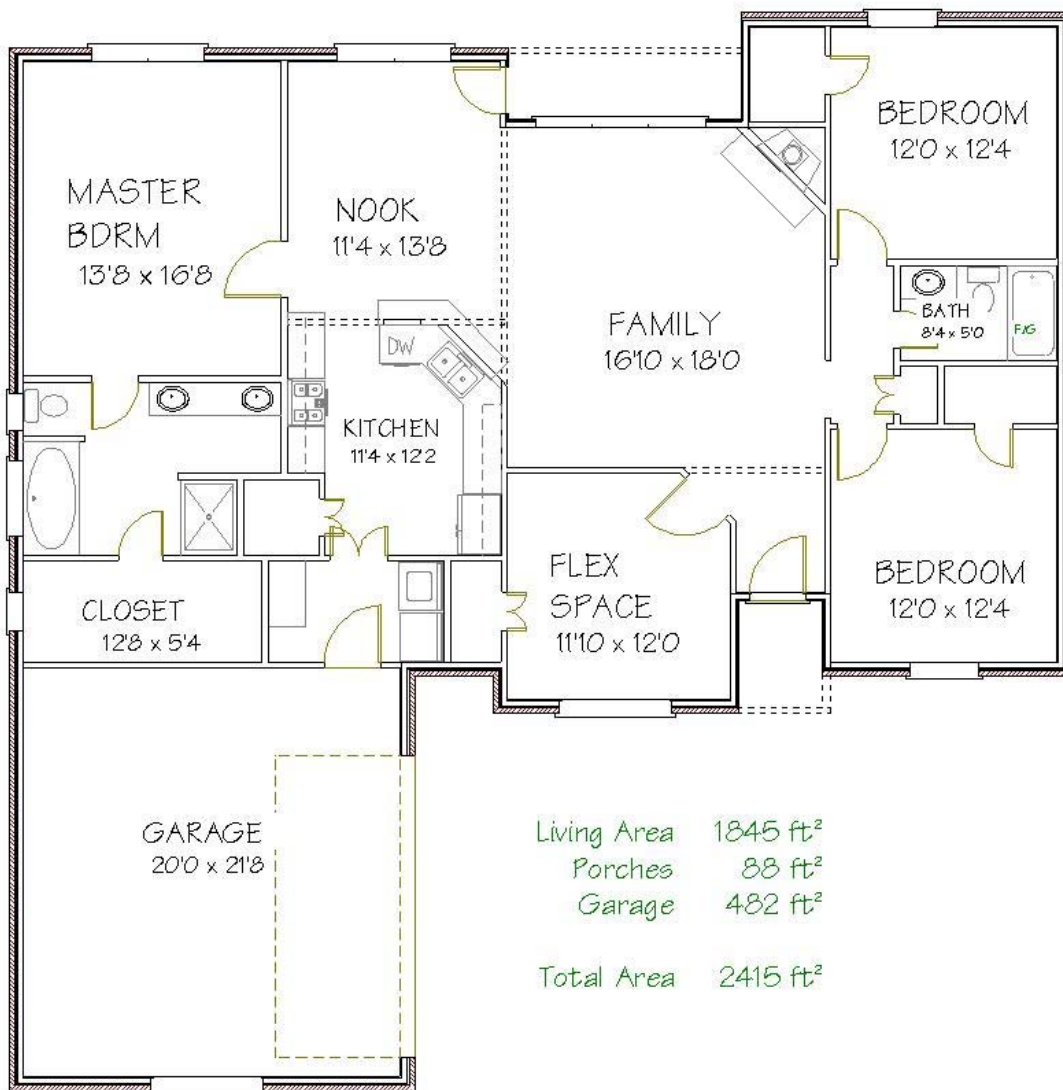 BEDROOM
12'0 x 12'4
MASTER
BDRM
13'8 x 16'8
NOOK
11'4 x 13'8
FAMILY
16'10 x 18'0
BATH
8'4 x 5'0
F/G
DW
KITCHEN
11'4 x 12'2
FLEX
SPACE
11'10 x 12'0
BEDROOM
12'0 x 12'4
CLOSET
12'8 x 5'4
GARAGE
20'0 x 21'8
Living Area 1845 ft²
Porches 88 ft²
Garage 482 ft²
Total Area 2415 ft²